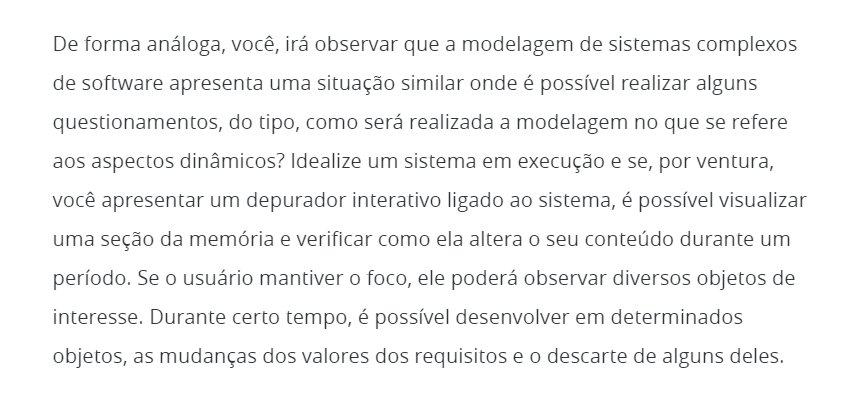 De forma análoga, você, irá observar que a modelagem de sistemas complexos
de software apresenta uma situação similar onde é possível realizar alguns
questionamentos, do tipo, como será realizada a modelagem no que se refere
aos aspectos dinâmicos? Idealize um sistema em execução e se, por ventura,
você apresentar um depurador interativo ligado ao sistema, é possível visualizar
uma seção da memória e verificar como ela altera o seu conteúdo durante um
período. Se o usuário mantiver o foco, ele poderá observar diversos objetos de
interesse. Durante certo tempo, é possível desenvolver em determinados
objetos, as mudanças dos valores dos requisitos e o descarte de alguns deles.